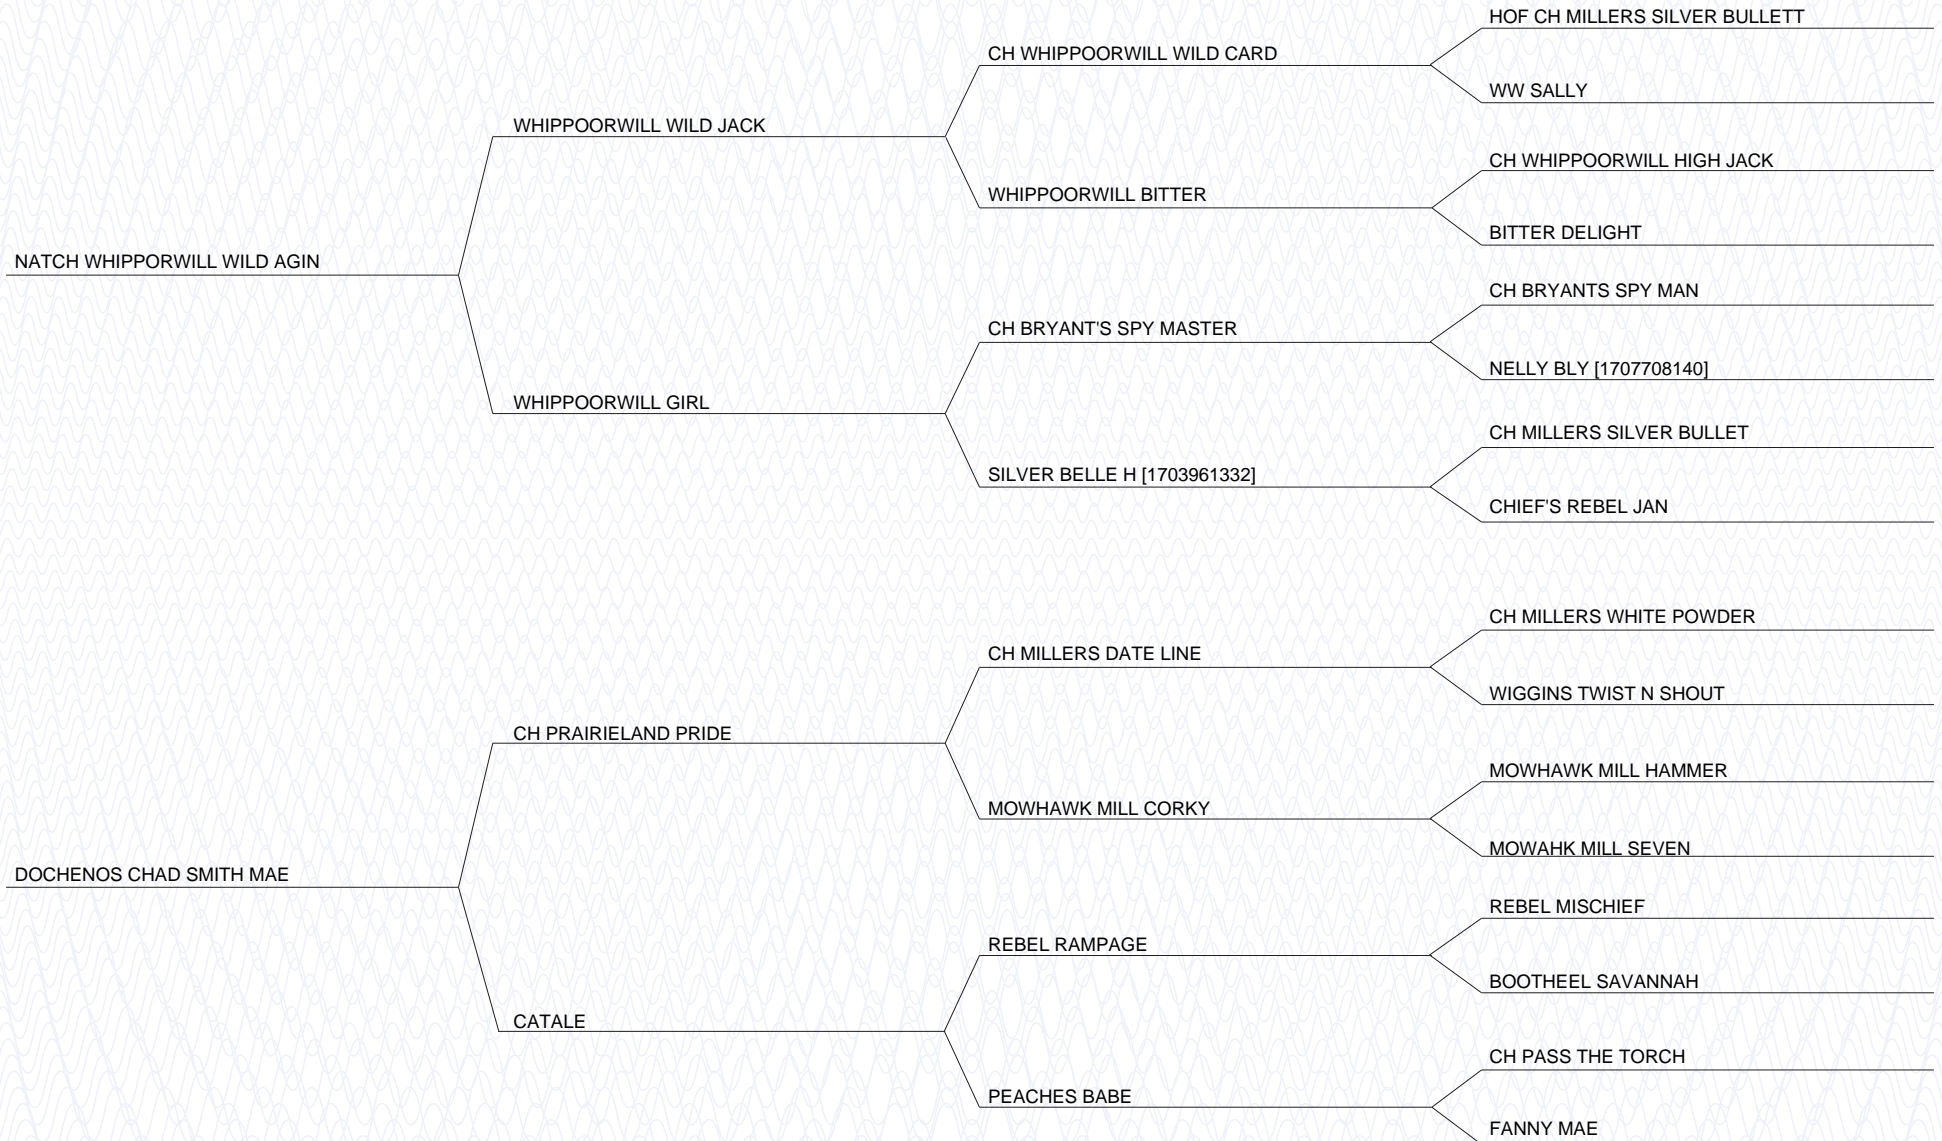 HOF CH MILLERS SILVER BULLETT
CH WHIPPOORWILL WILD CARD
WW SALLY
WHIPPOORWILL WILD JACK
CH WHIPPOORWILL HIGH JACK
WHIPPOORWILL BITTER
BITTER DELIGHT
NATCH WHIPPORWILL WILD AGIN
CH BRYANTS SPY MAN
CH BRYANT'S SPY MASTER
NELLY BLY [1707708140]
WHIPPOORWILL GIRL
CH MILLERS SILVER BULLET
SILVER BELLE H [1703961332]
CHIEF'S REBEL JAN
CH MILLERS WHITE POWDER
CH MILLERS DATE LINE
WIGGINS TWIST N SHOUT
CH PRAIRIELAND PRIDE
MOWHAWK MILL HAMMER
MOWHAWK MILL CORKY
MOWAHK MILL SEVEN
DOCHENOS CHAD SMITH MAE
REBEL MISCHIEF
REBEL RAMPAGE
BOOTHEEL SAVANNAH
CATALE
CH PASS THE TORCH
PEACHES BABE
FANNY MAE